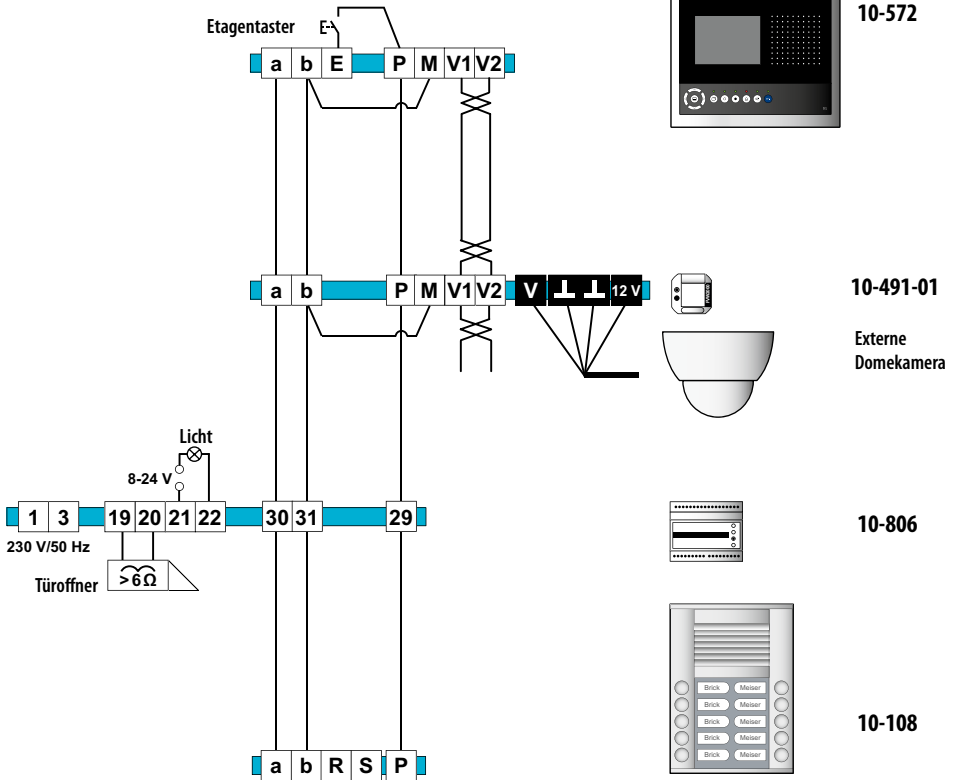 10-572
Etagentaster
a b E P M V1 V2
a b P M V1 V2 V 12 V
10-491-01
Externe
Domekamera
Licht
8-24 V
1 3 19 20 21 22 30 31 29
10-806
230 V/50 Hz
>6Ω
Türoffner
Brick Meiser
Brick Meiser
Brick Meiser
Brick Meiser
Brick Meiser
10-108
a b R S P